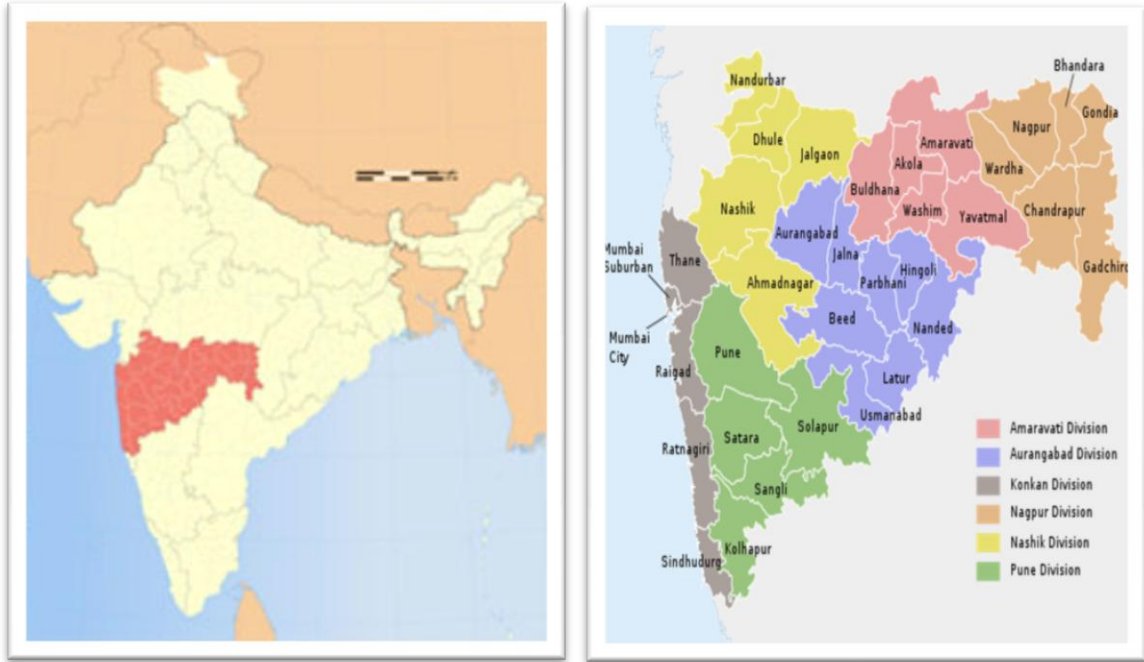 Nandurbar
Bhandara
Gondia
Nagpur
Dhule
Jalgaon
Amaravati
Akola
Wardha
Buldhana
Nashik
Washim
Yavatmal
Chandrapur
Aurangabad
Jalna
Mumbai
Suburban
Thane
Hingoli
Parbhani
Gadchiro
Ahmadnagar
Beed
Nanded
Mumbai
City
Pune
Raigad
Latur
Usmanabad
Solapur
Satara
Ratnagiri
Sangli
Kolhapur
Sindhudurg
Amaravati Division
Aurangabad Division
Konkan Division
Nagpur Division
Nashik Division
Pune Division